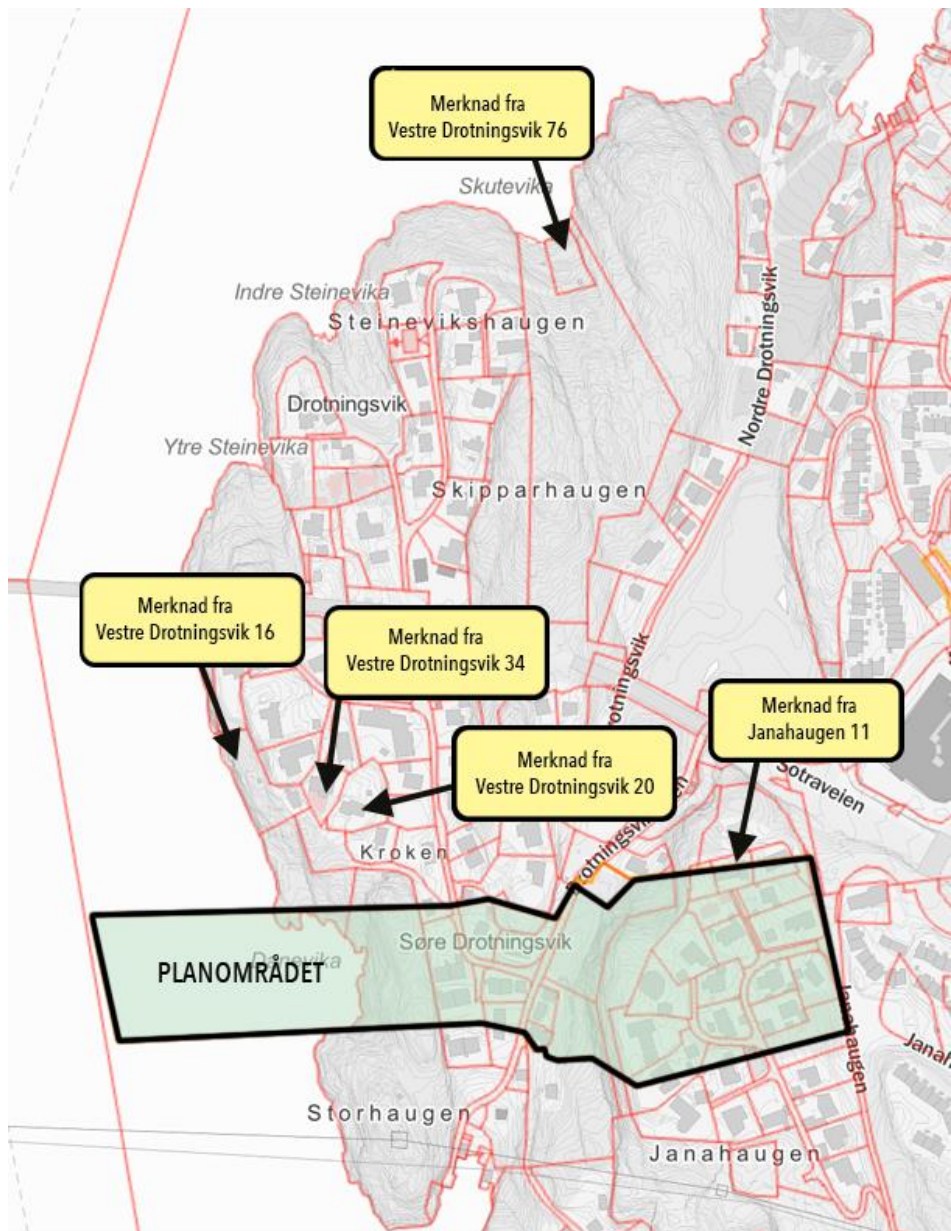 Merknad fra
Vestre Drotningsvik 76
Skutevika
Indre Steinevika
Steinevikshaugen
Drotningsvik
Nordre Drotningsvik
Ytre Steinevika
Skipparhaugen
Merknad fra
Vestre Drotningsvik 16
Merknad fra
Vestre Drotningsvik 34
Merknad fra
Janahaugen 11
Merknad fra
Vestre Drotningsvik 20
Sotraveien
Kroken
Søre Drotningsvik
PLANOMRÅDET
Janahaugen
Storhaugen
Janahaugen